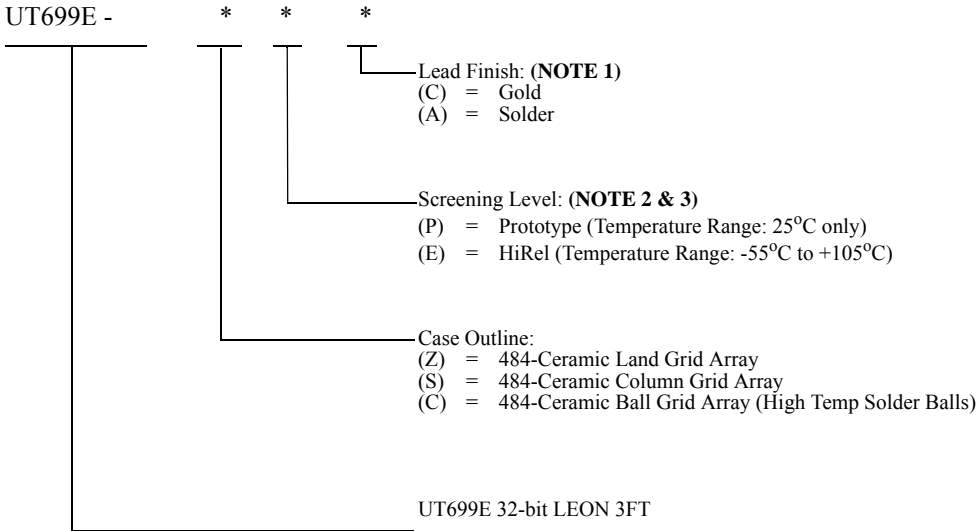 UT699E - * * *
Lead Finish: (NOTE 1)
(C) = Gold
(A) = Solder
Screening Level: (NOTE 2 & 3)
(P) = Prototype (Temperature Range: 25°C only)
(E) = HiRel (Temperature Range: -55°C to +105°C)
Case Outline:
(Z) = 484-Ceramic Land Grid Array
(S) = 484-Ceramic Column Grid Array
(C) = 484-Ceramic Ball Grid Array (High Temp Solder Balls)
UT699E 32-bit LEON 3FT